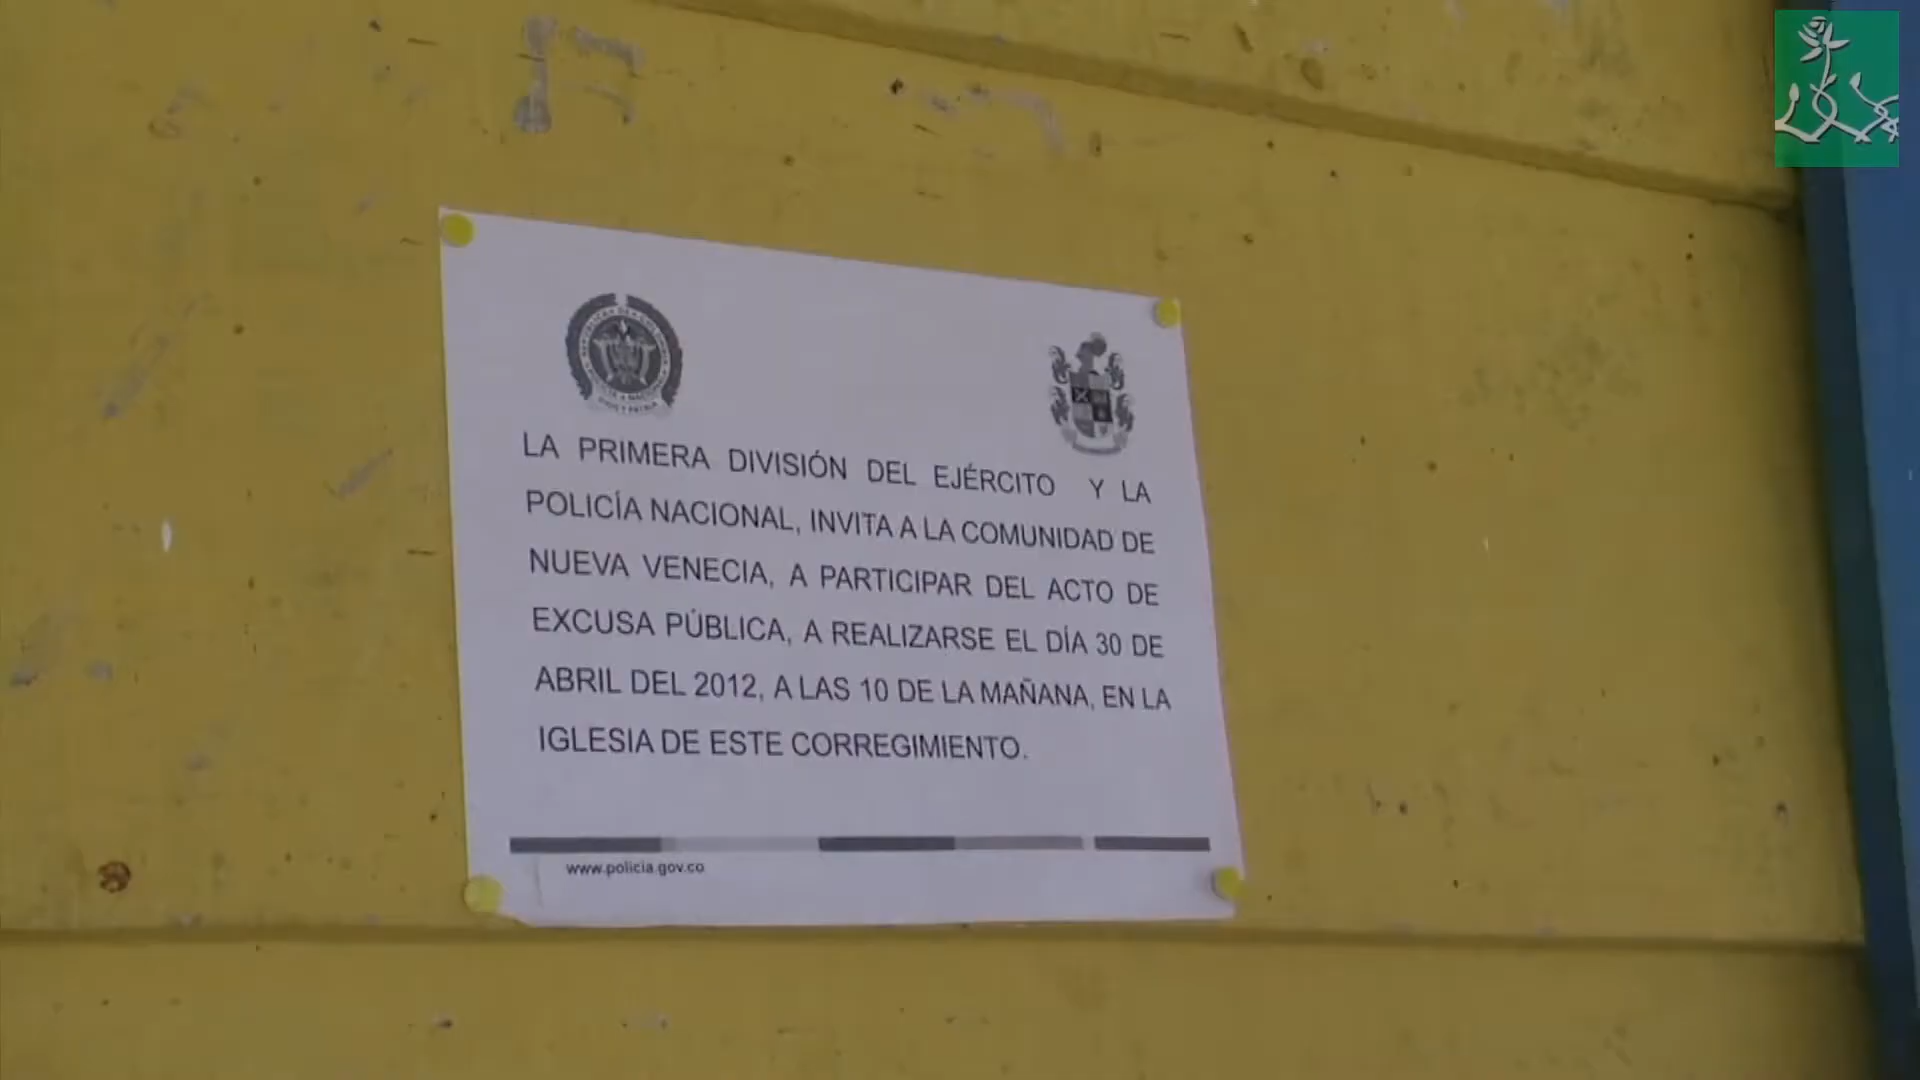 LA PRIMERA DIVISIÓN DEL EJÉRCITO Y LA
POLICÍA NACIONAL, INVITA A LA COMUNIDAD DE
NUEVA VENECIA, A PARTICIPAR DEL ACTO DE
EXCUSA PÚBLICA, A REALIZARSE EL DÍA 30 DE
ABRIL DEL 2012, A LAS 10 DE LA MAÑANA, EN LA
IGLESIA DE ESTE CORREGIMIENTO.
www.policia.gov.co